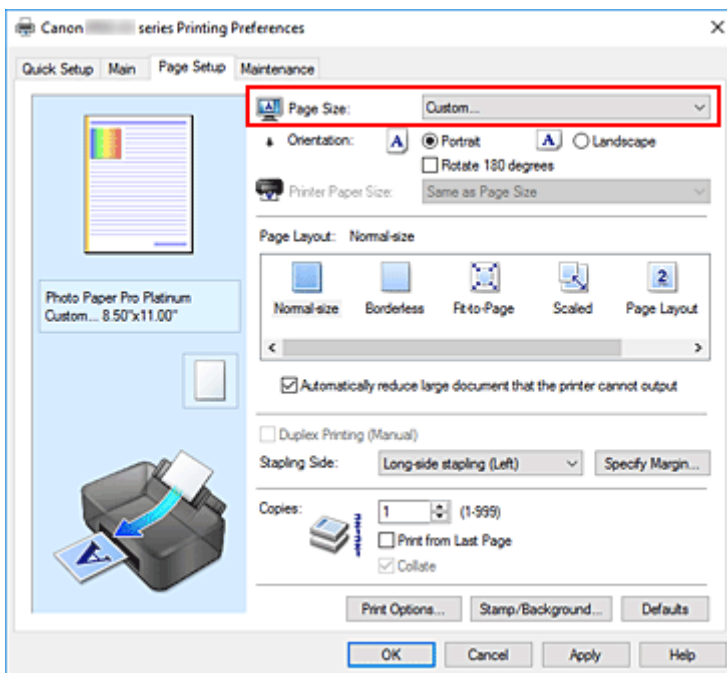 Canon series Printing Preferences
Quick Setup Main Page Setup Maintenance
Page Size: Custom...
Orientation: A Portrait A Landscape
Rotate 180 degrees
Printer Paper Size: Same as Page Size
Page Layout: Normal-size
2
Normal-size Borderless Fit-to-Page Scaled Page Layout
Photo Paper Pro Platinum
Custom... 8.50"x11.00"
Automatically reduce large document that the printer cannot output
Duplex Printing (Manual)
Stapling Side: Long-side stapling (Left) Specify Margin...
Copies: 1 (1-999)
Print from Last Page
Collate
A
Print Options... Stamp/Background... Defaults
OK Cancel Apply Help